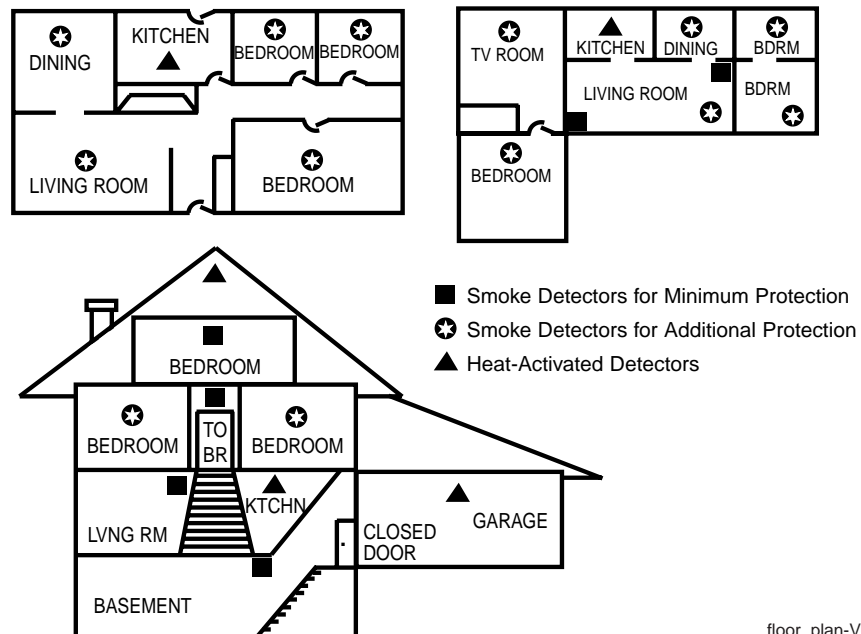 DINING
KITCHEN
BEDROOM
BEDROOM
LIVING ROOM
BEDROOM
TV ROOM
KITCHEN
DINING
BDRM
LIVING ROOM
BDRM
BEDROOM
Smoke Detectors for Minimum Protection
Smoke Detectors for Additional Protection
Heat-Activated Detectors
BEDROOM
BEDROOM
TO
BR
BEDROOM
LVNG RM
KTCHN
CLOSED
DOOR
GARAGE
BASEMENT
floor_plan-V